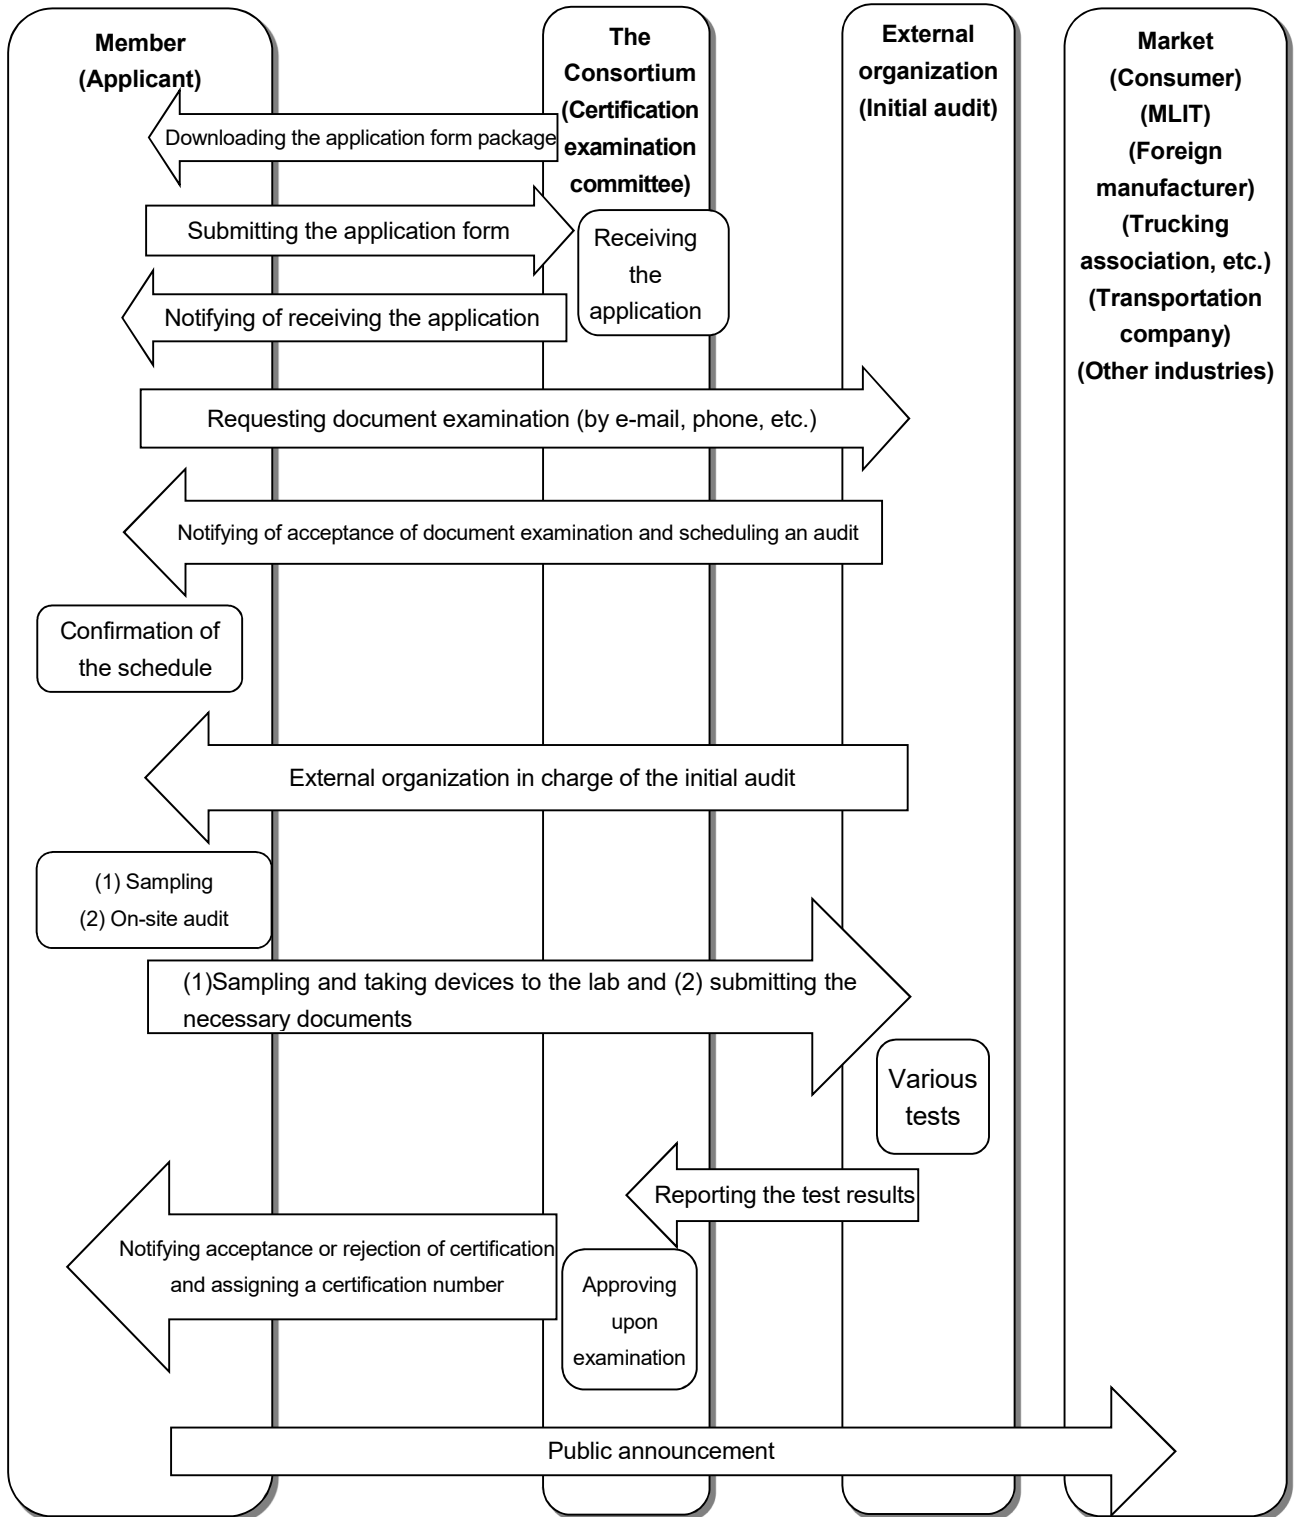 Member
(Applicant)
The
Consortium
(Certification
examination
committee)
External
organization
(Initial audit)
Market
(Consumer)
(MLIT)
(Foreign
manufacturer)
(Trucking
association, etc.)
(Transportation
company)
(Other industries)
Downloading the application form package
Submitting the application form
Receiving
the
application
Notifying of receiving the application
Requesting document examination (by e-mail, phone, etc.)
Notifying of acceptance of document examination and scheduling an audit
Confirmation of
the schedule
External organization in charge of the initial audit
(1) Sampling
(2) On-site audit
(1)Sampling and taking devices to the lab and (2) submitting the
necessary documents
Various
tests
Reporting the test results
Notifying acceptance or rejection of certification
and assigning a certification number
Approving
upon
examination
Public announcement